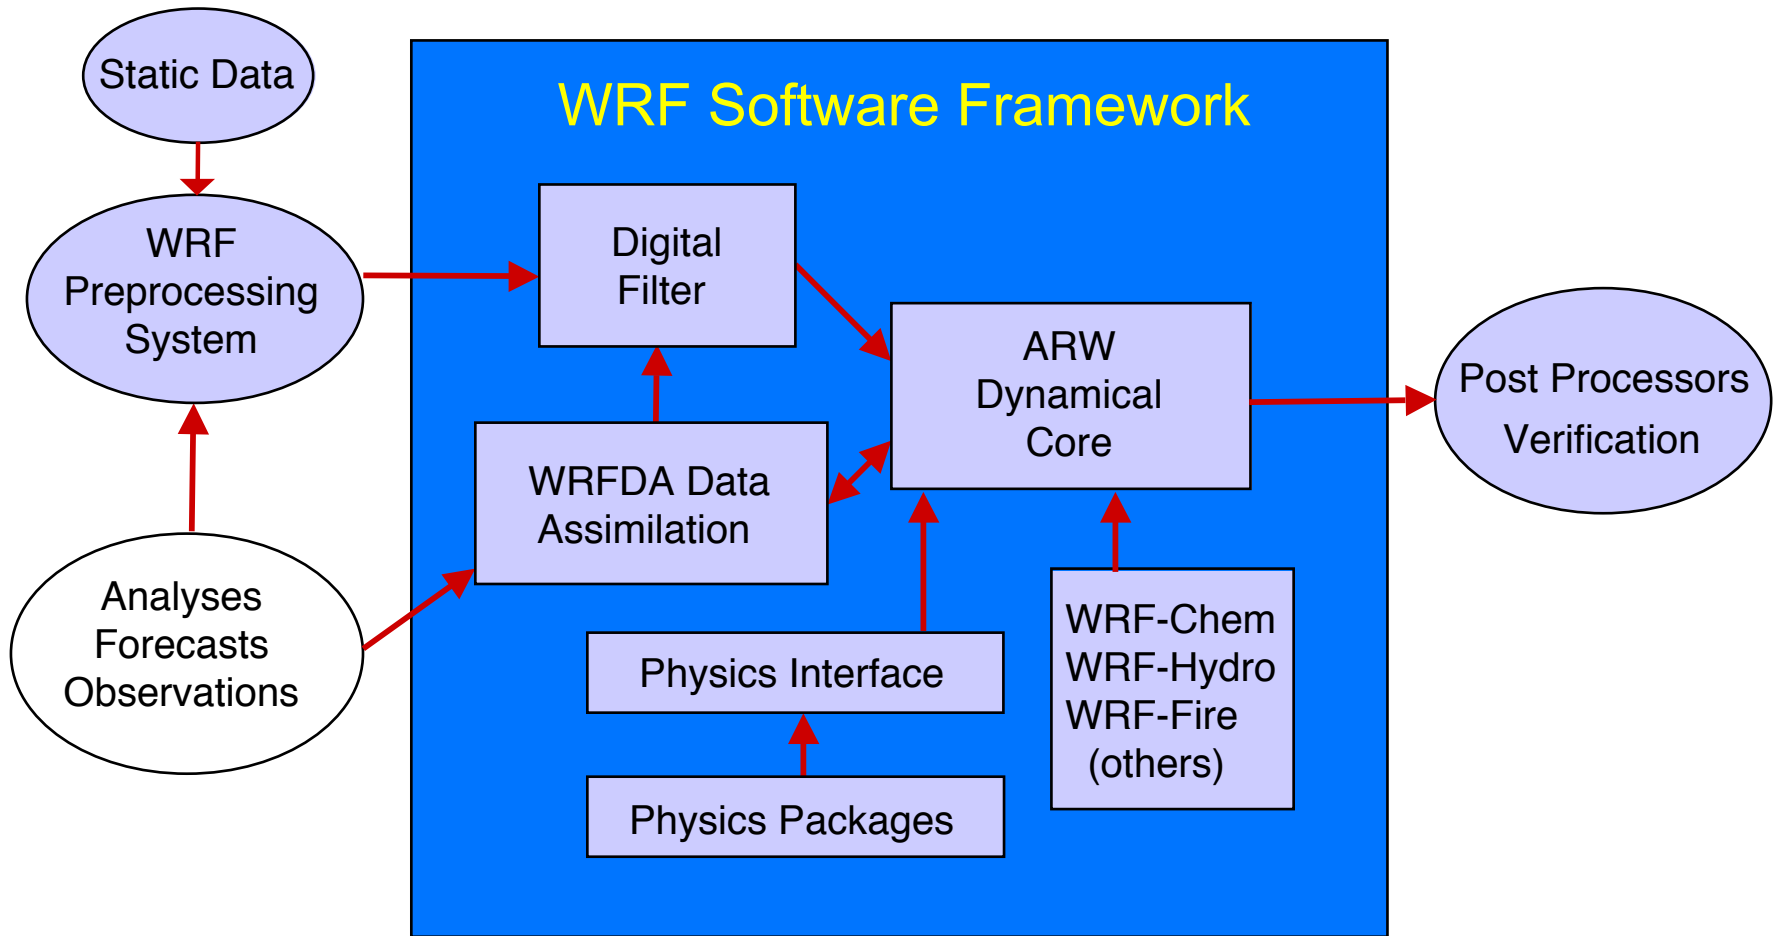 Static Data
WRF Software Framework
WRF
Preprocessing
System
Digital
Filter
ARW
Dynamical
Core
Post Processors
Verification
WRFDA Data
Assimilation
Analyses
Forecasts
Observations
Physics Interface
Physics Packages
WRF-Chem
WRF-Hydro
WRF-Fire
(others)